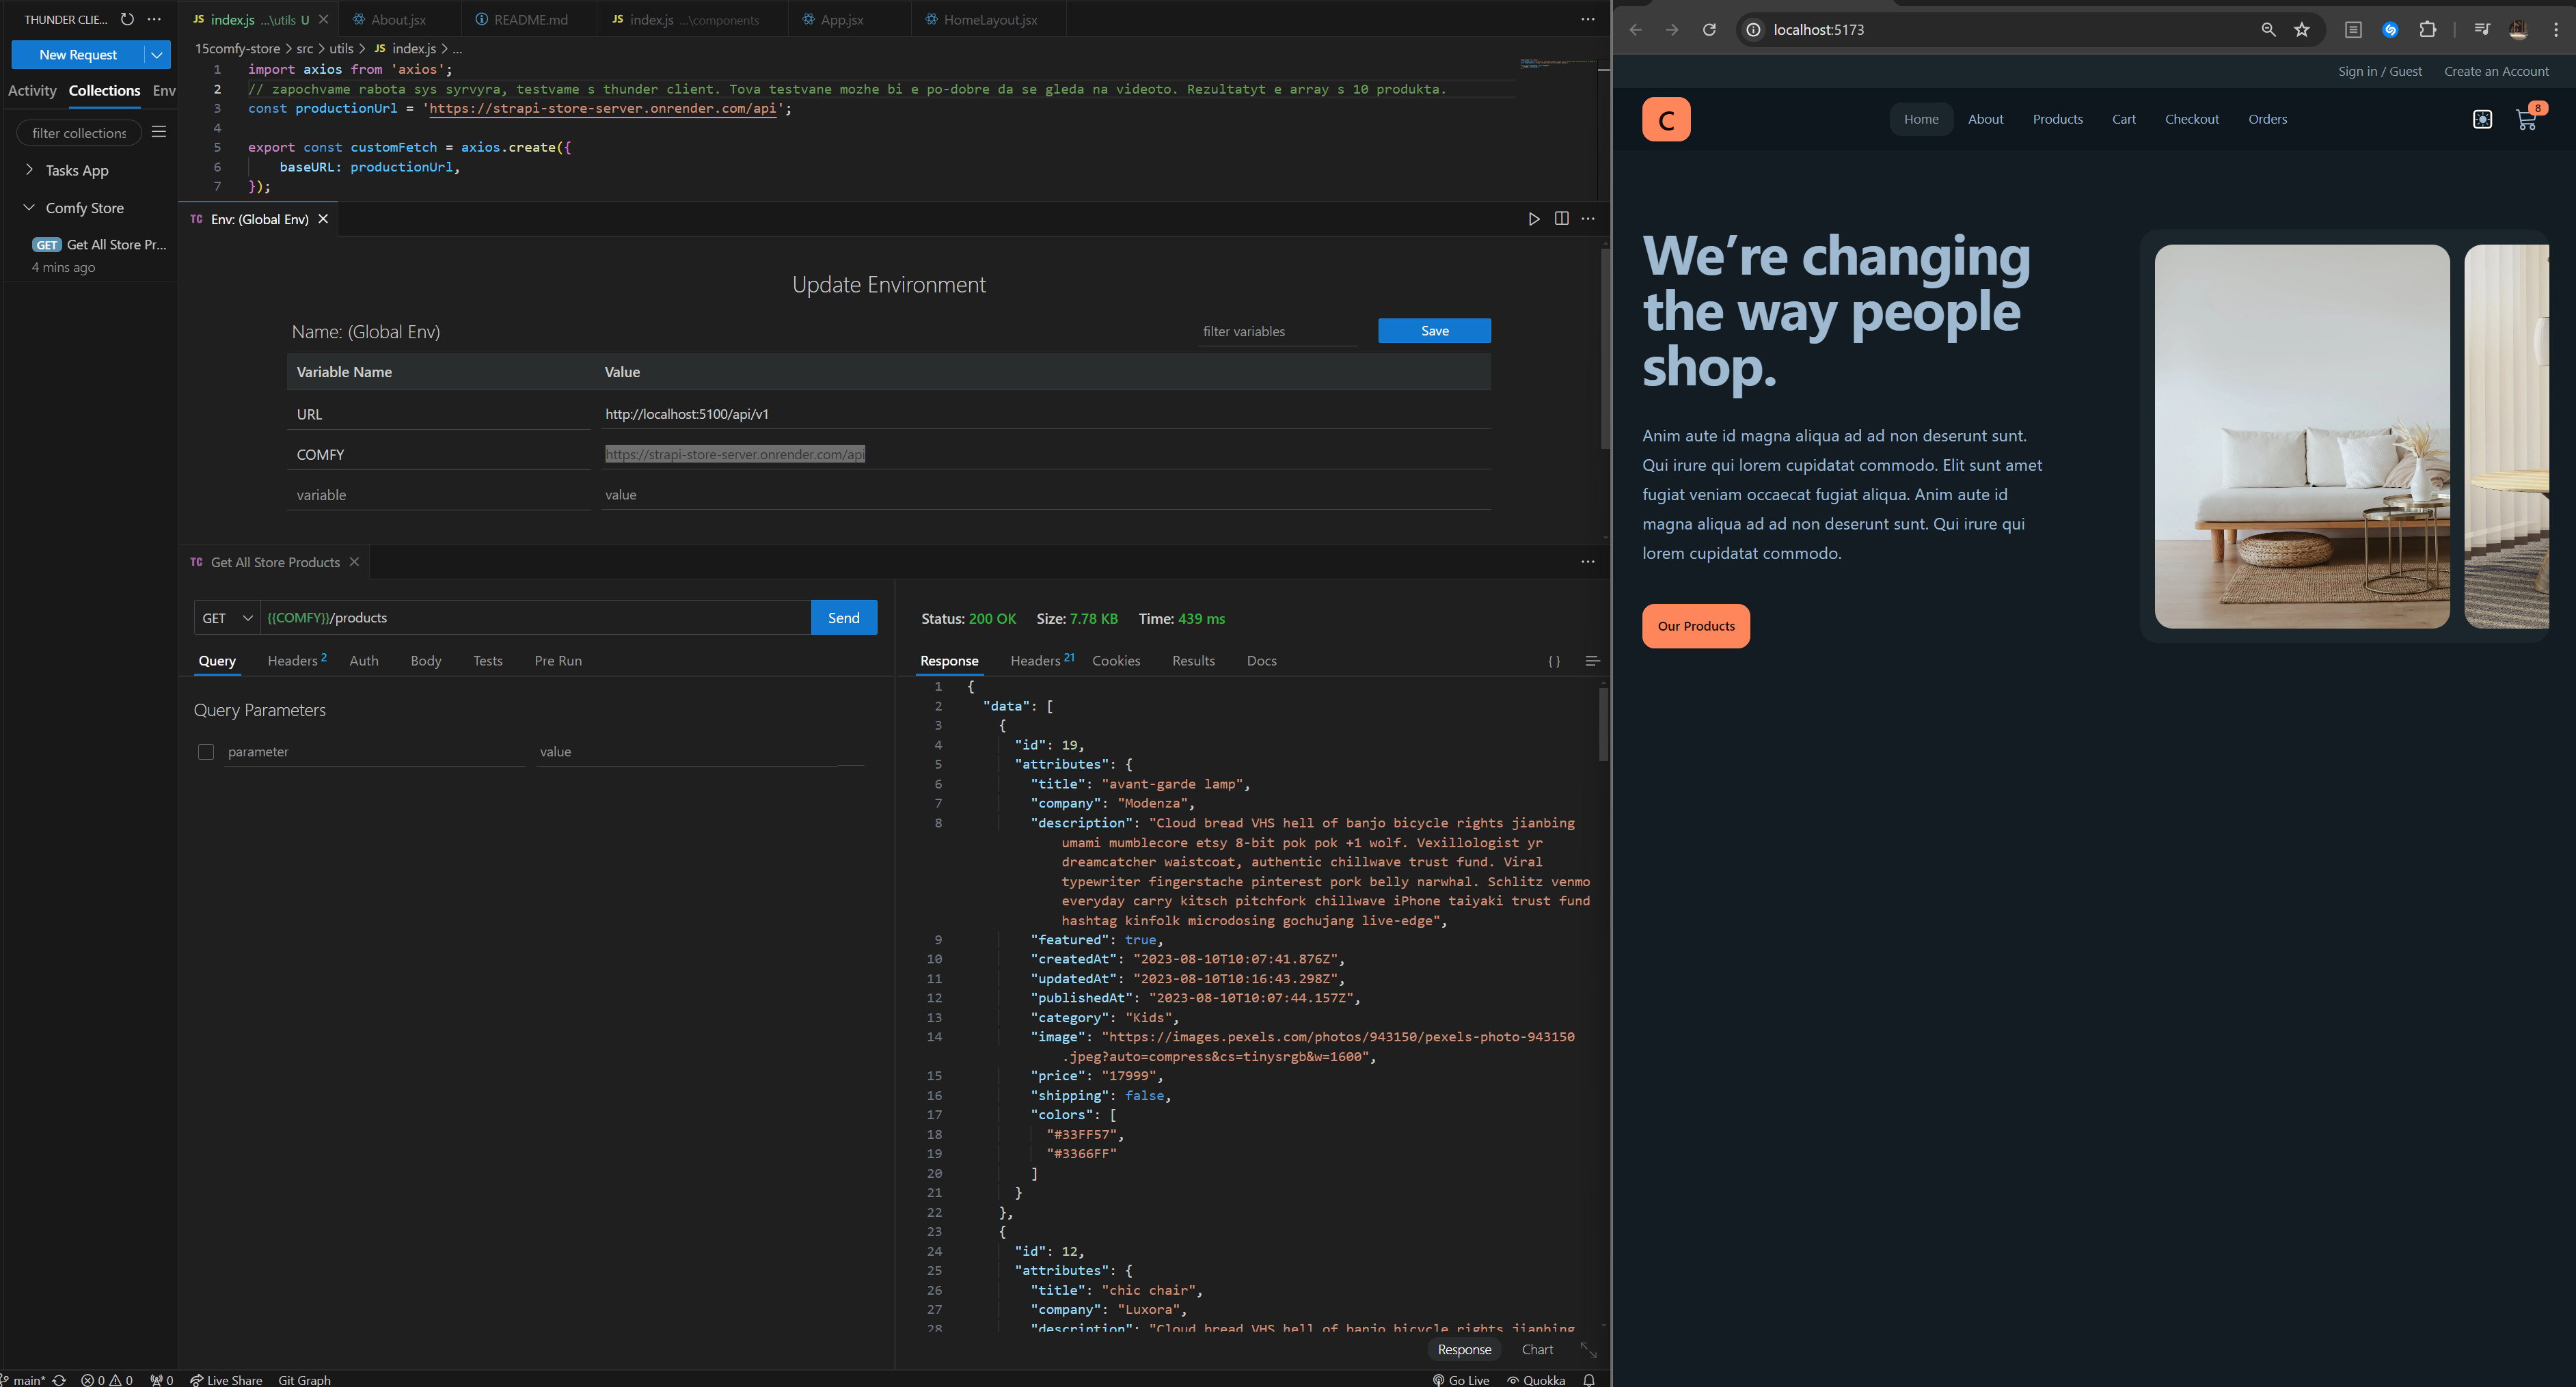 THUNDER CLIE...
New Request
Activity Collections Env
filter collections
Tasks App
Comfy Store
GET Get All Store Pr...
4 mins ago
JS index.js ...\utils U
About.jsx
README.md
JS index.js ...\components
App.jsx
HomeLayout.jsx
15comfy-store > src > utils > JS index.js > ...
1 import axios from 'axios';
2 // zapochvame rabota sys syrvyra, testvame s thunder client. Tova testvane mozhe bi e po-dobre da se gleda na videoto. Rezultatyt e array s 10 produkta.
3 const productionUrl = 'https://strapi-store-server.onrender.com/api';
4
5 export const customFetch = axios.create({
6 baseURL: productionUrl,
7 });
TC Env: (Global Env)
Update Environment
Name: (Global Env)
filter variables
Save
Variable Name Value
URL http://localhost:5100/api/v1
COMFY https://strapi-store-server.onrender.com/api
variable value
TC Get All Store Products
GET {{COMFY}}/products
Send
Query Headers 2 Auth Body Tests Pre Run
Query Parameters
parameter value
Status: 200 OK Size: 7.78 KB Time: 439 ms
Response Headers 21 Cookies Results Docs
{ }
1 {
2 "data": [
3 {
4 "id": 19,
5 "attributes": {
6 "title": "avant-garde lamp",
7 "company": "Modenza",
8 "description": "Cloud bread VHS hell of banjo bicycle rights jianbing
umami mumblecore etsy 8-bit pok pok +1 wolf. Vexillologist yr
dreamcatcher waistcoat, authentic chillwave trust fund. Viral
typewriter fingerstache pinterest pork belly narwhal. Schlitz venmo
everyday carry kitsch pitchfork chillwave iPhone taiyaki trust fund
hashtag kinfolk microdosing gochujang live-edge",
9 "featured": true,
10 "createdAt": "2023-08-10T10:07:41.876Z",
11 "updatedAt": "2023-08-10T10:16:43.298Z",
12 "publishedAt": "2023-08-10T10:07:44.157Z",
13 "category": "Kids",
14 "image": "https://images.pexels.com/photos/943150/pexels-photo-943150
.jpeg?auto=compress&cs=tinysrgb&w=1600",
15 "price": "17999",
16 "shipping": false,
17 "colors": [
18 "#33FF57",
19 "#3366FF"
20 ]
21 }
22 },
23 {
24 "id": 12,
25 "attributes": {
26 "title": "chic chair",
27 "company": "Luxora",
28 "description": "Cloud bread VHS hell of banjo bicycle rights jianbing
Response Chart
main* 0 0 0 Live Share Git Graph
Go Live Quokka
localhost:5173
Sign in / Guest Create an Account
C
Home About Products Cart Checkout Orders
8
We’re changing
the way people
shop.
Anim aute id magna aliqua ad ad non deserunt sunt.
Qui irure qui lorem cupidatat commodo. Elit sunt amet
fugiat veniam occaecat fugiat aliqua. Anim aute id
magna aliqua ad ad non deserunt sunt. Qui irure qui
lorem cupidatat commodo.
Our Products